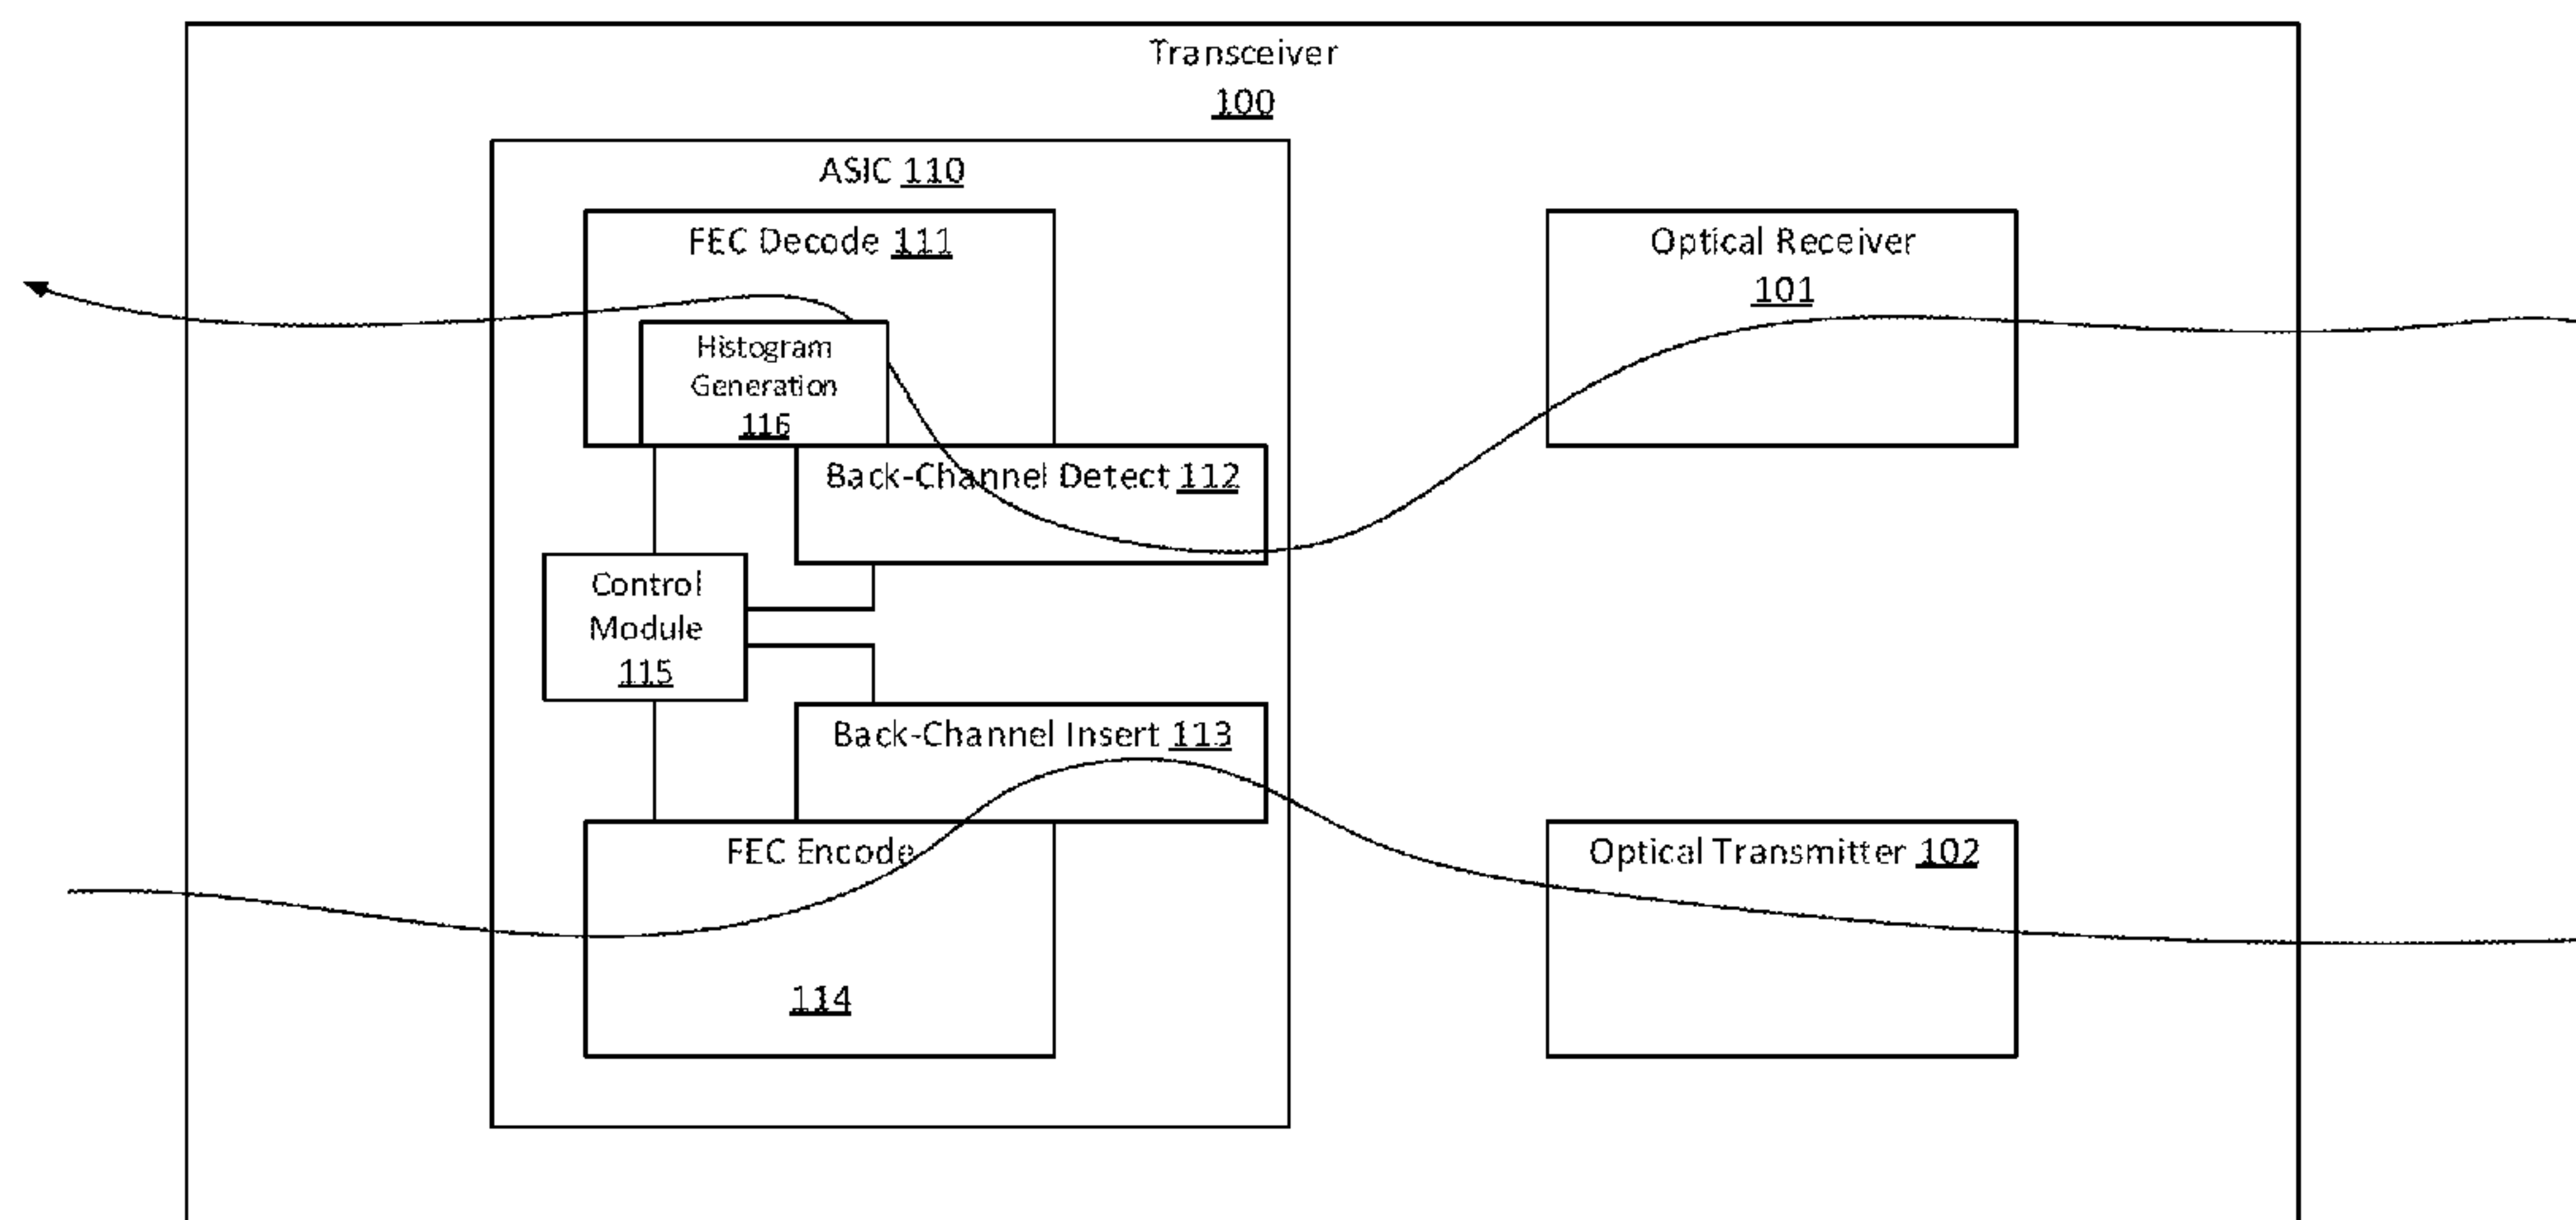 Transceiver
100
ASIC 110
FEC Decode 111
Optical Receiver
101
Histogram
Generation
116
Back-Channel Detect 112
Control
Module
115
Back-Channel Insert 113
FEC Encode
114
Optical Transmitter 102